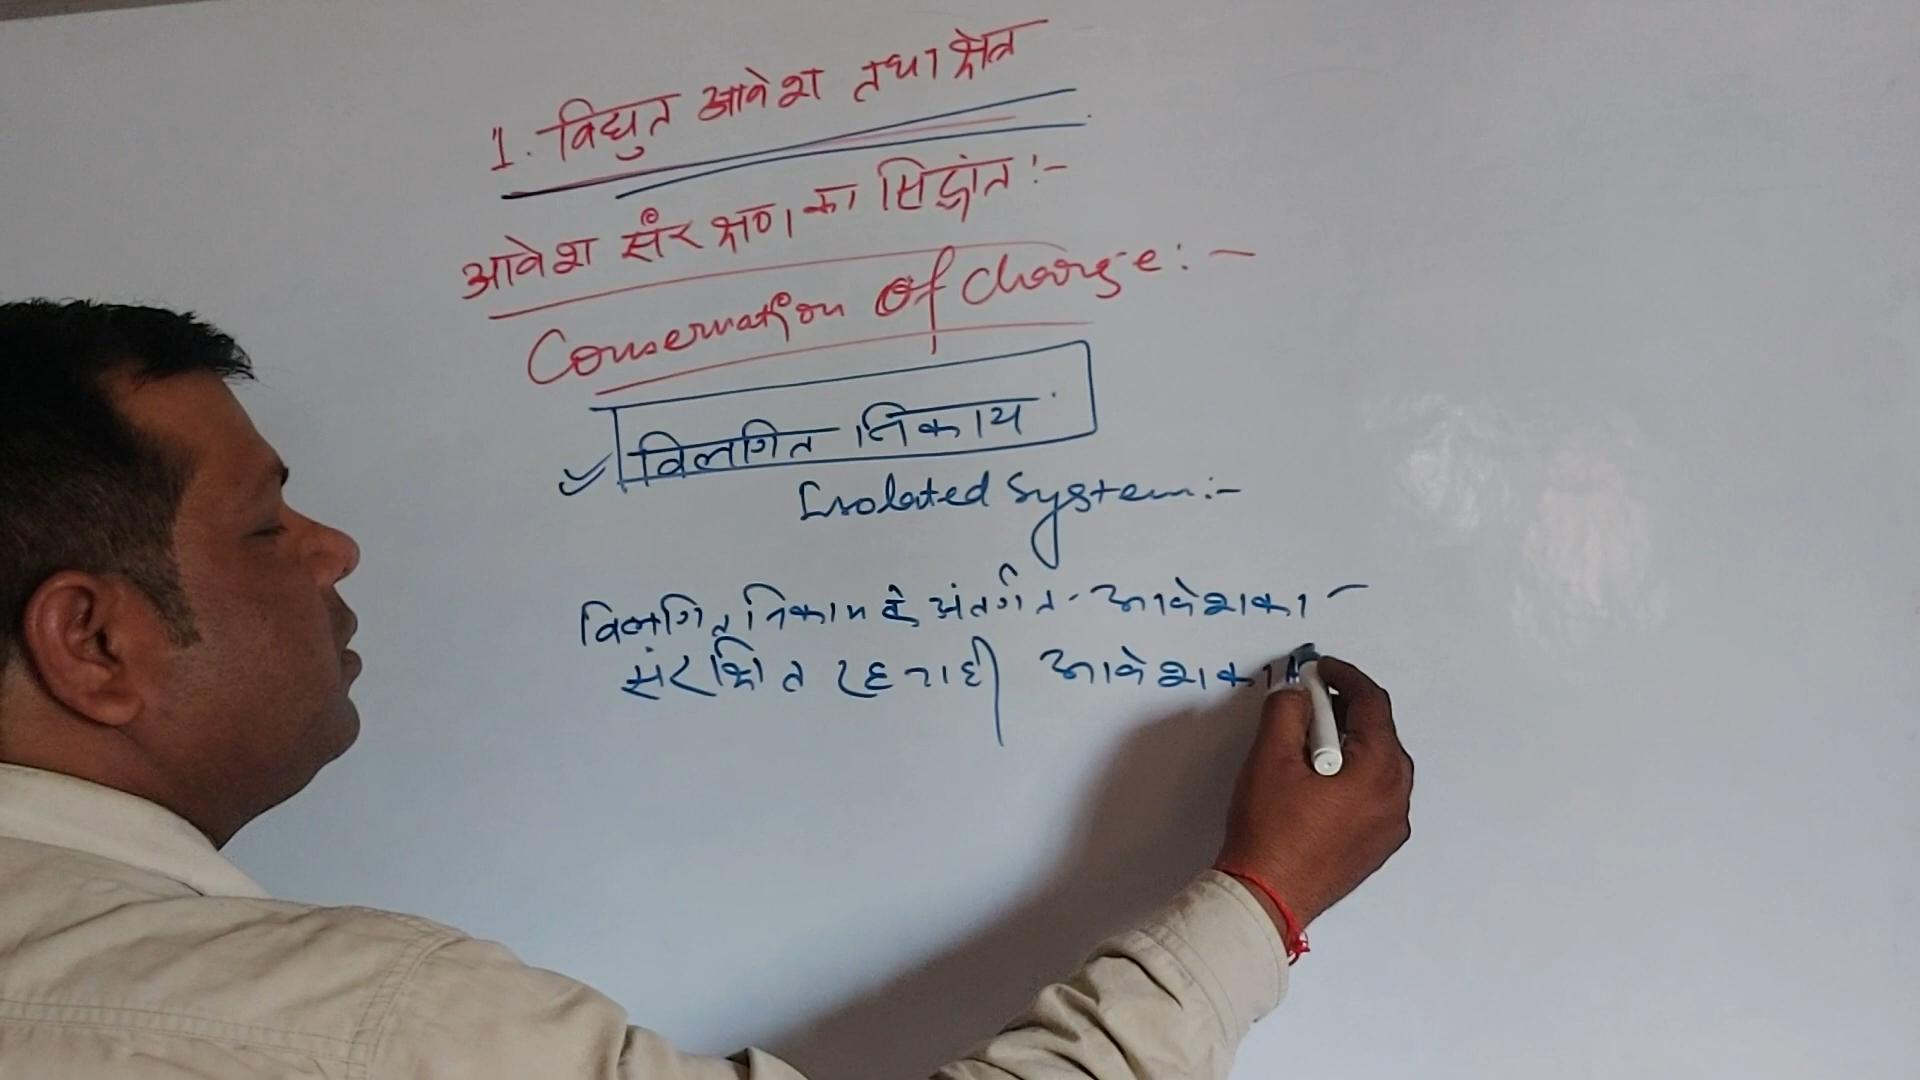 1. विद्युत आवेश तथा क्षेत्र
आवेश संरक्षण का सिद्धांत :-
Conservation of charge : -
विलगित निकाय
Isolated System :-
विलगित निकाय के अंतर्गत आवेश का
संरक्षित रहता है। आवेश का